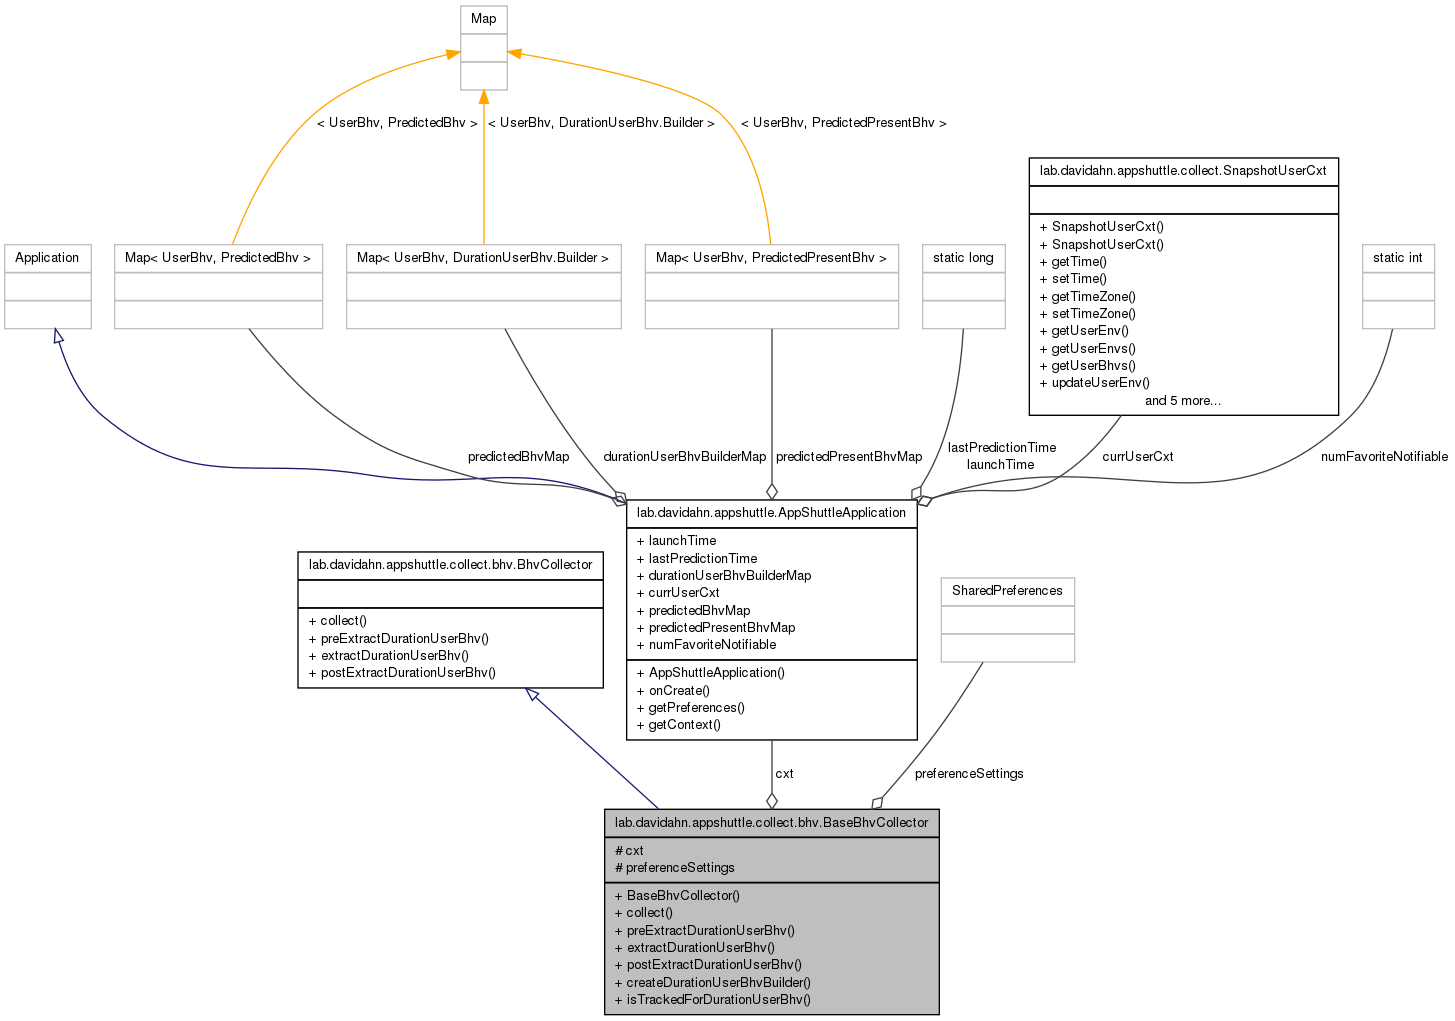 Map
< UserBhv, PredictedBhv >
< UserBhv, DurationUserBhv.Builder >
< UserBhv, PredictedPresentBhv >
lab.davidahn.appshuttle.collect.SnapshotUserCxt
+ SnapshotUserCxt()
+ SnapshotUserCxt()
+ getTime()
+ setTime()
+ getTimeZone()
+ setTimeZone()
+ getUserEnv()
+ getUserEnvs()
+ getUserBhvs()
+ updateUserEnv()
and 5 more...
Application
Map< UserBhv, PredictedBhv >
Map< UserBhv, DurationUserBhv.Builder >
Map< UserBhv, PredictedPresentBhv >
static long
static int
predictedBhvMap
durationUserBhvBuilderMap
predictedPresentBhvMap
lastPredictionTime
launchTime
currUserCxt
numFavoriteNotifiable
lab.davidahn.appshuttle.AppShuttleApplication
+ launchTime
+ lastPredictionTime
+ durationUserBhvBuilderMap
+ currUserCxt
+ predictedBhvMap
+ predictedPresentBhvMap
+ numFavoriteNotifiable
+ AppShuttleApplication()
+ onCreate()
+ getPreferences()
+ getContext()
lab.davidahn.appshuttle.collect.bhv.BhvCollector
+ collect()
+ preExtractDurationUserBhv()
+ extractDurationUserBhv()
+ postExtractDurationUserBhv()
SharedPreferences
cxt
preferenceSettings
lab.davidahn.appshuttle.collect.bhv.BaseBhvCollector
# cxt
# preferenceSettings
+ BaseBhvCollector()
+ collect()
+ preExtractDurationUserBhv()
+ extractDurationUserBhv()
+ postExtractDurationUserBhv()
+ createDurationUserBhvBuilder()
+ isTrackedForDurationUserBhv()